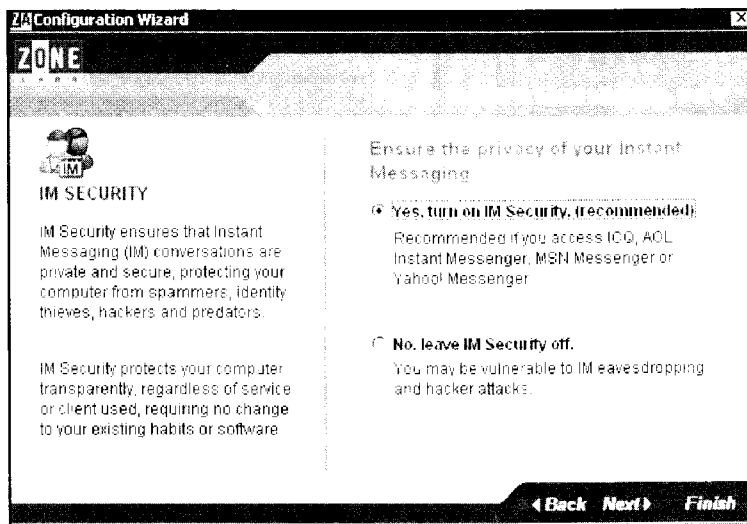 ZA Configuration Wizard
ZONE
LABS
IM
IM SECURITY
IM Security ensures that Instant
Messaging (IM) conversations are
private and secure, protecting your
computer from spammers, identity
thieves, hackers and predators.
IM Security protects your computer
transparently, regardless of service
or client used, requiring no change
to your existing habits or software
Ensure the privacy of your Instant
Messaging
Yes, turn on IM Security. (recommended)
Recommended if you access ICQ, AOL
Instant Messenger, MSN Messenger or
Yahoo! Messenger
No, leave IM Security off.
You may be vulnerable to IM eavesdropping
and hacker attacks.
Back Next Finish